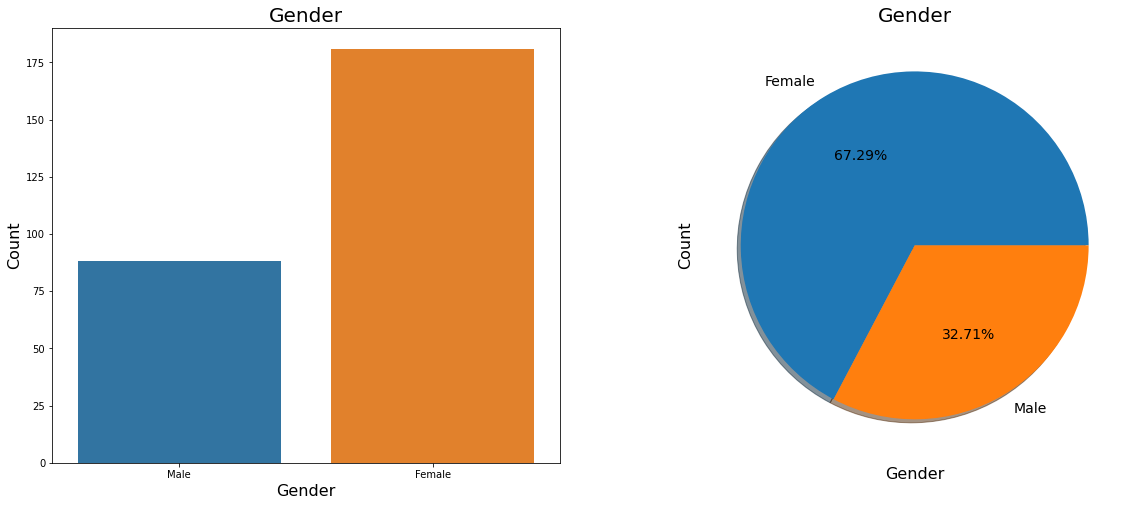 Gender
Count
175
150
125
100
75
50
25
0
Male
Female
Gender
Gender
Count
Female
67.29%
32.71%
Male
Gender